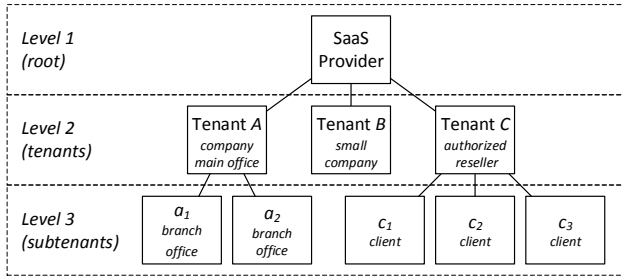 Level 1
(root)
SaaS
Provider
Level 2
(tenants)
Tenant A
company
main office
Tenant B
small
company
Tenant C
authorized
reseller
Level 3
(subtenants)
a₁
branch
office
a₂
branch
office
c₁
client
c₂
client
c₃
client